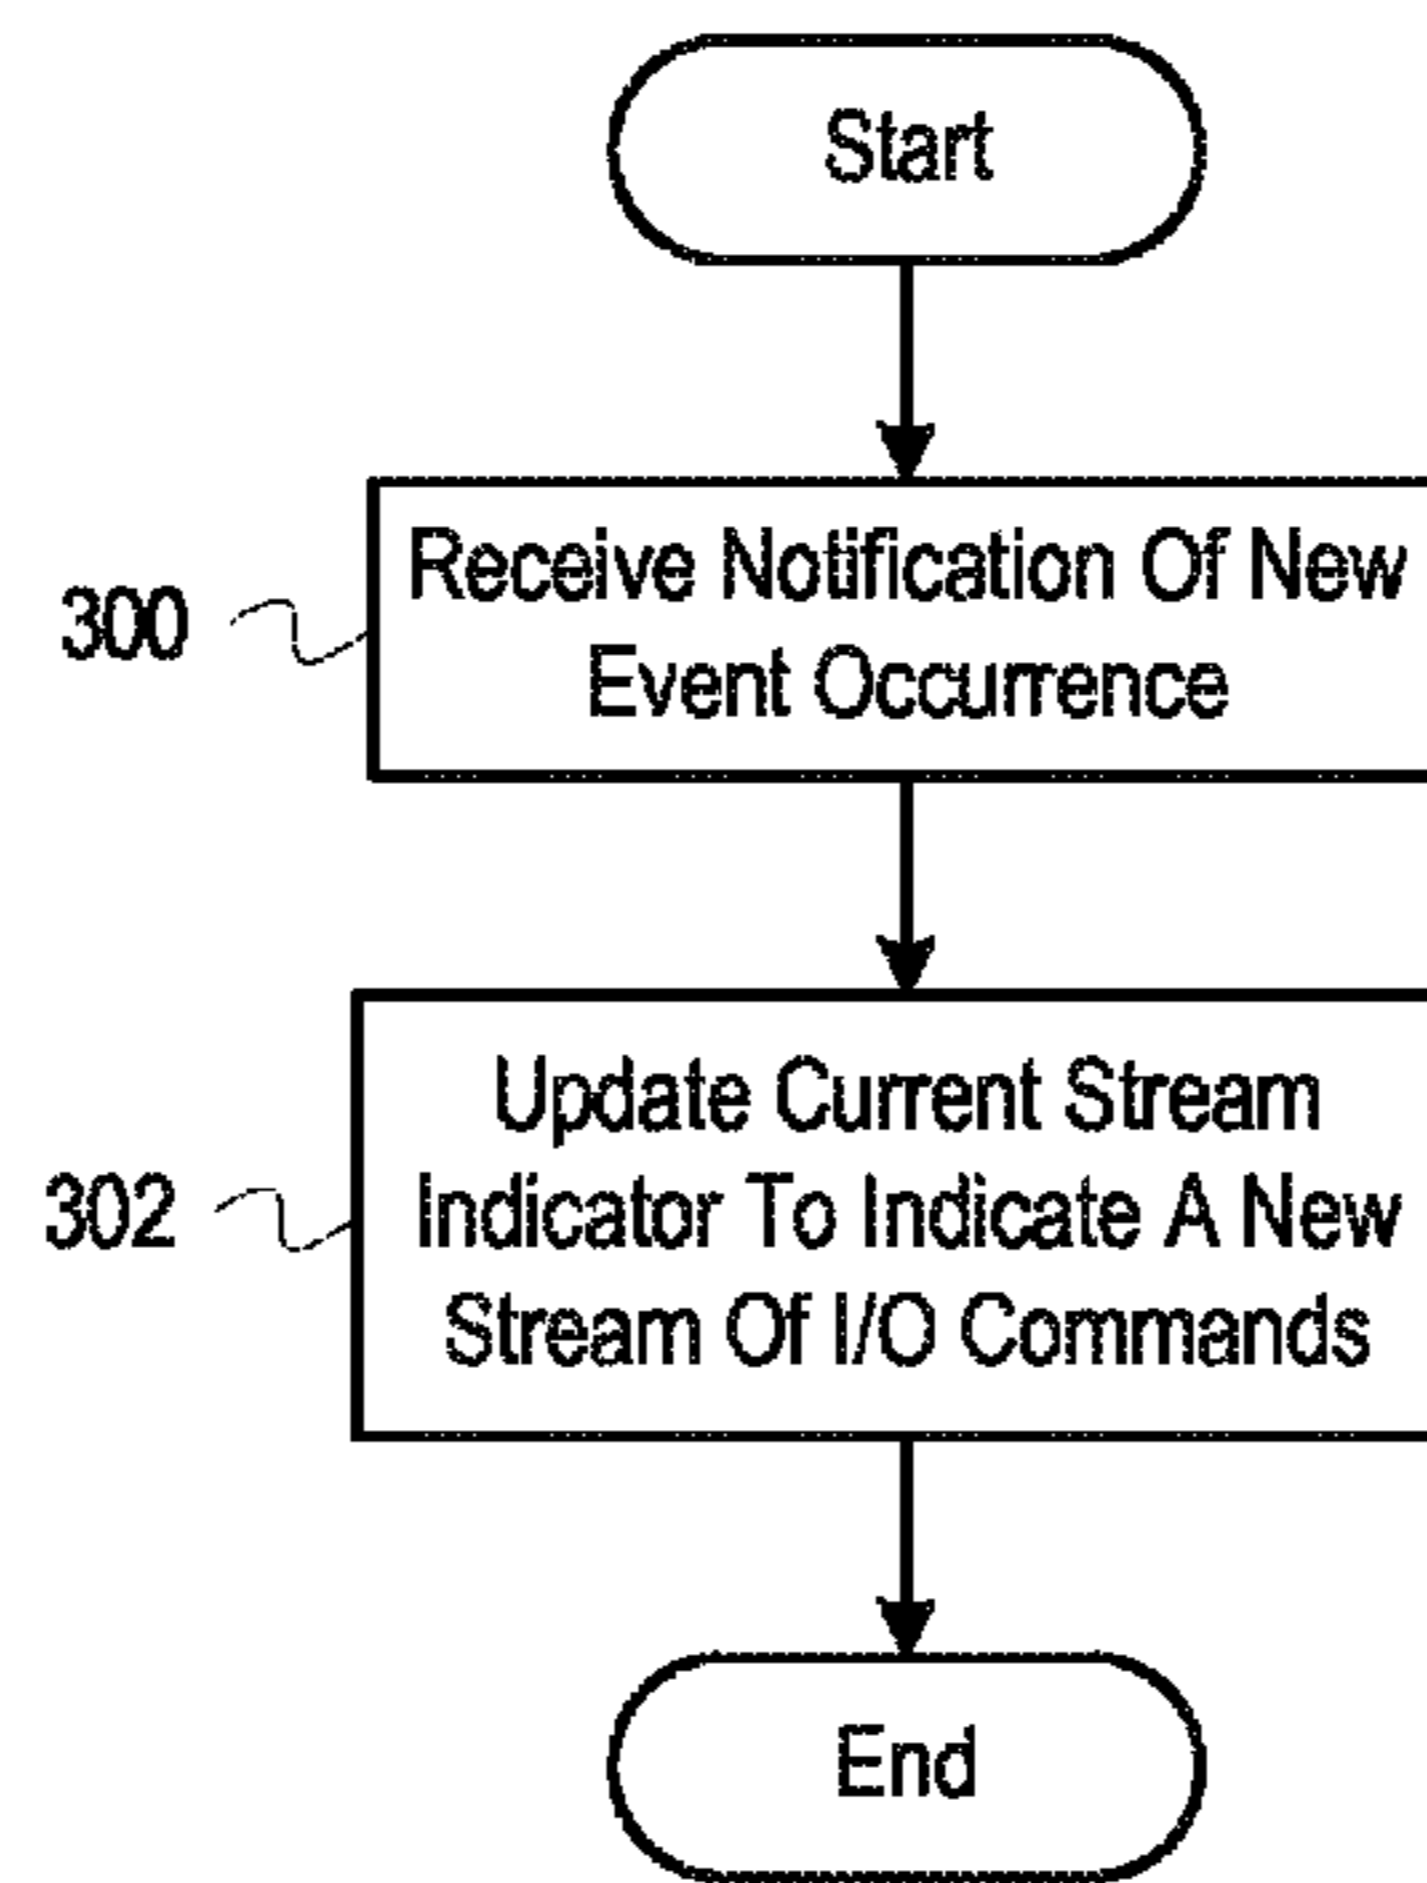 Start
300
Receive Notification Of New
Event Occurrence
302
Update Current Stream
Indicator To Indicate A New
Stream Of I/O Commands
End